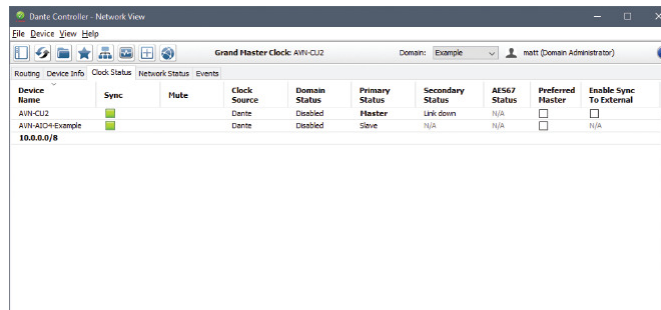 Dante Controller - Network View
File Device View Help
Grand Master Clock: AVN-CU2 Domain: Example matt (Domain Administrator)
Routing Device Info Clock Status Network Status Events
Device Name Sync Mute Clock Source Domain Status Primary Status Secondary Status AES67 Status Preferred Master Enable Sync To External
AVN-CU2 Dante Disabled Master Link down N/A
AVN-AIO4-Example Dante Disabled Slave N/A N/A N/A
10.0.0.0/8